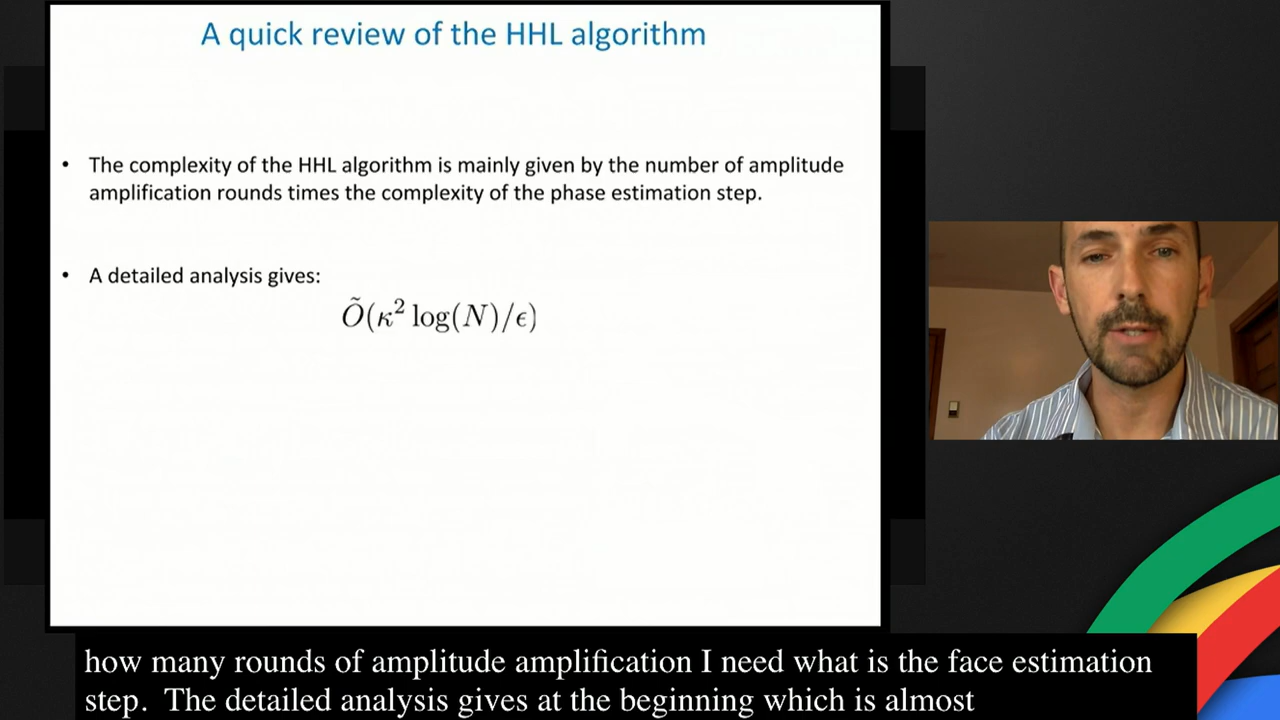 A quick review of the HHL algorithm
• The complexity of the HHL algorithm is mainly given by the number of amplitude
amplification rounds times the complexity of the phase estimation step.
• A detailed analysis gives:
Õ(κ² log(N)/ϵ)
how many rounds of amplitude amplification I need what is the face estimation
step. The detailed analysis gives at the beginning which is almost